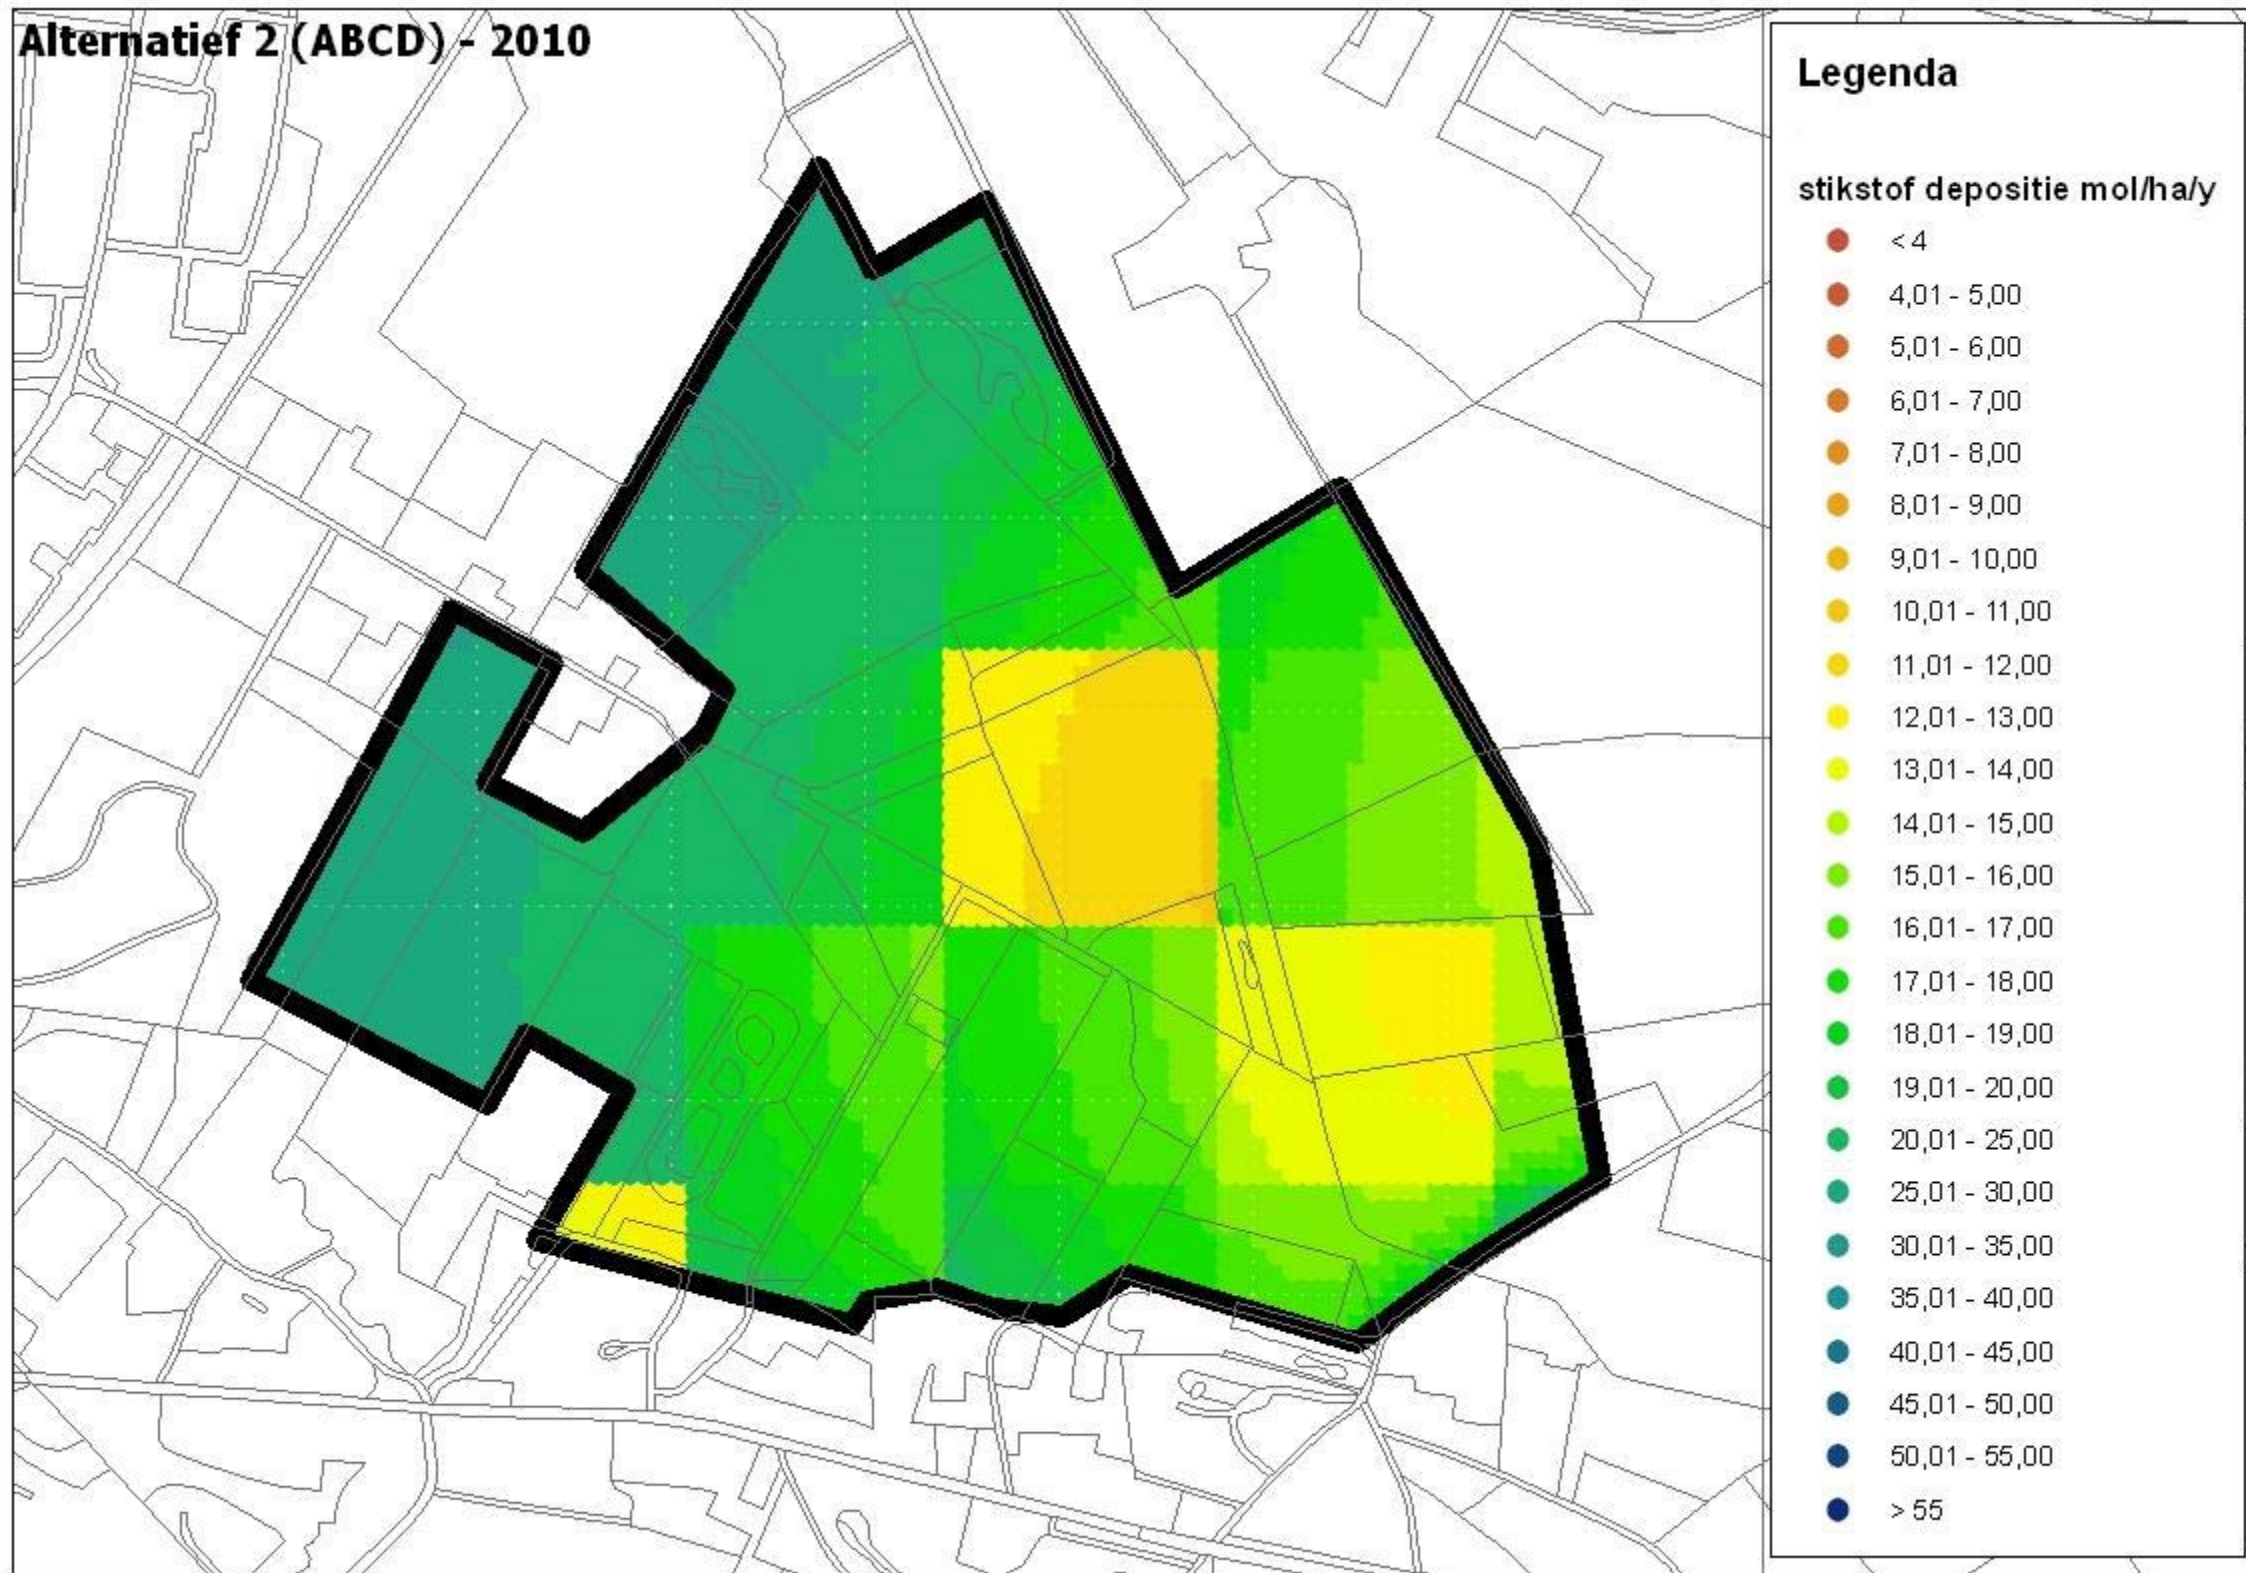 Alternatief 2 (ABCD) - 2010
Legenda
stikstof depositie mol/ha/y
< 4
4,01 - 5,00
5,01 - 6,00
6,01 - 7,00
7,01 - 8,00
8,01 - 9,00
9,01 - 10,00
10,01 - 11,00
11,01 - 12,00
12,01 - 13,00
13,01 - 14,00
14,01 - 15,00
15,01 - 16,00
16,01 - 17,00
17,01 - 18,00
18,01 - 19,00
19,01 - 20,00
20,01 - 25,00
25,01 - 30,00
30,01 - 35,00
35,01 - 40,00
40,01 - 45,00
45,01 - 50,00
50,01 - 55,00
> 55